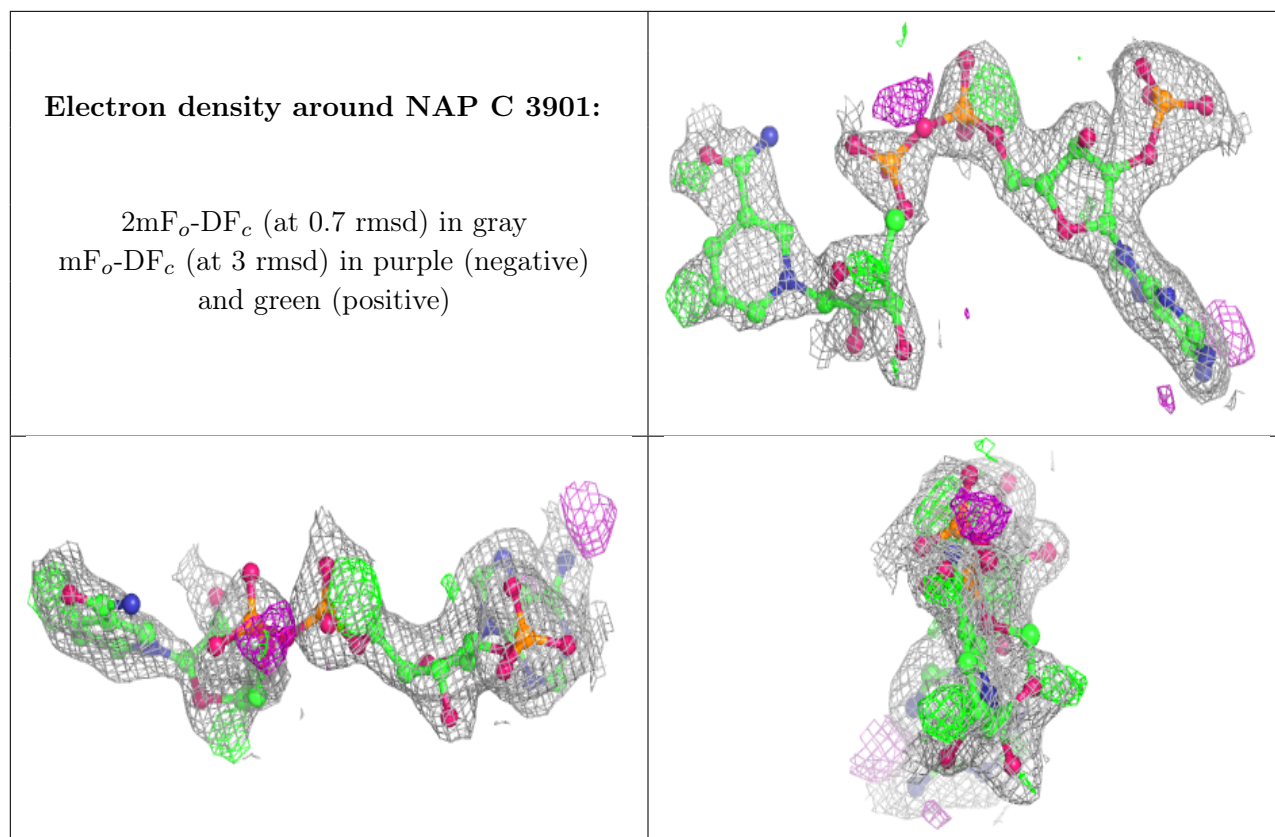 Electron density around NAP C 3901:
2mFo-DFc (at 0.7 rmsd) in gray
mFo-DFc (at 3 rmsd) in purple (negative)
and green (positive)